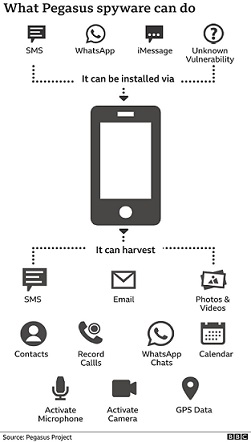 What Pegasus spyware can do
SMS
WhatsApp
iMessage
Unknown
Vulnerability
It can be installed via
It can harvest
SMS
Email
Photos &
Videos
Contacts
Record
Callls
WhatsApp
Chats
Calendar
Activate
Microphone
Activate
Camera
GPS Data
Source: Pegasus Project
BBC